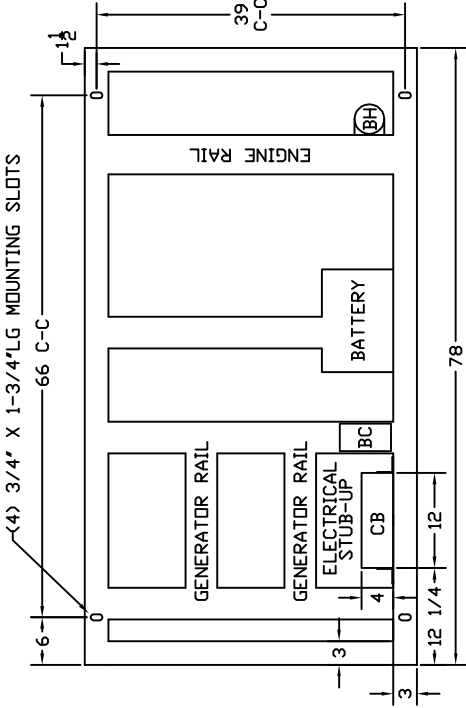 (4) 3/4" X 1-3/4"LG MOUNTING SLOTS
66 C-C
6
1 1/2
39
C-C
ENGINE RAIL
BH
BATTERY
BC
GENERATOR RAIL
GENERATOR RAIL
ELECTRICAL
STUB-UP
CB
4
12
12 1/4
3
3
78